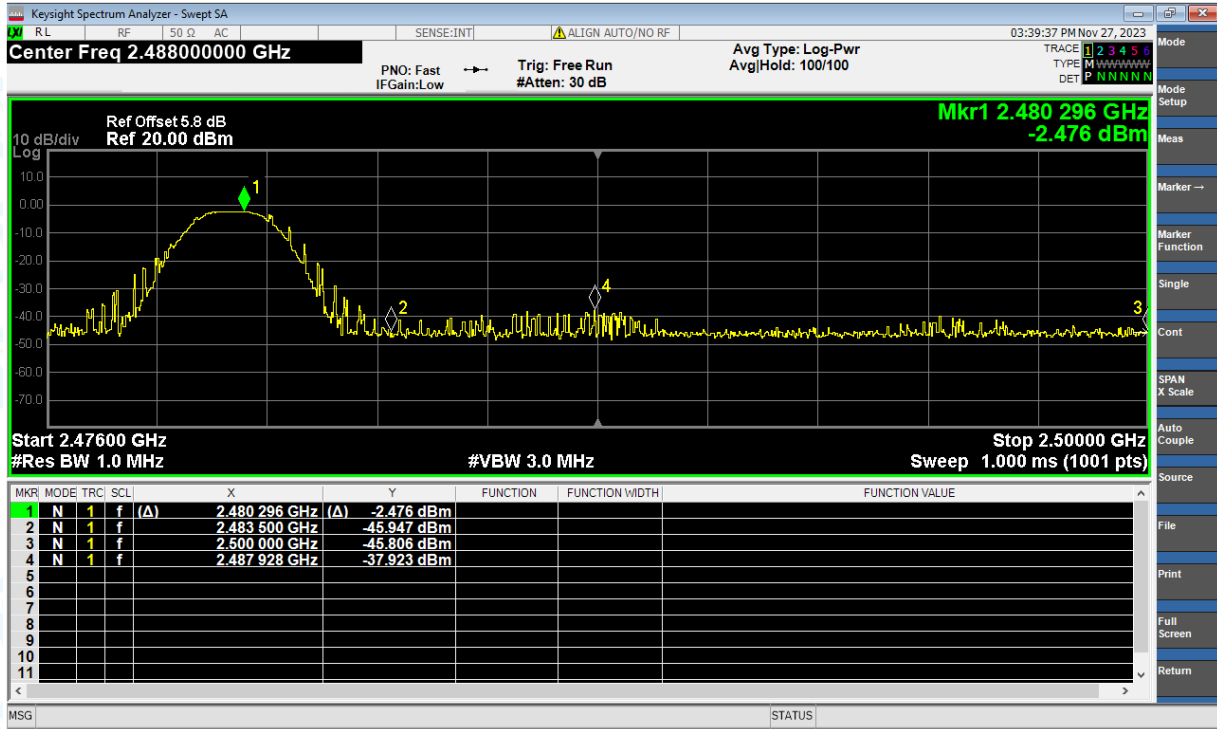 Keysight Spectrum Analyzer - Swept SA
LXI RL RF 50 Ω AC SENSE:INT ALIGN AUTO/NO RF 03:39:37 PM Nov 27, 2023
Center Freq 2.488000000 GHz
PNO: Fast
IFGain:Low
Trig: Free Run
#Atten: 30 dB
Avg Type: Log-Pwr
Avg|Hold: 100/100
TRACE 1 2 3 4 5 6
TYPE M WWWWW
DET P N N N N N
Mkr1 2.480 296 GHz
-2.476 dBm
Ref Offset 5.8 dB
10 dB/div Ref 20.00 dBm
Log
10.0
0.00
-10.0
-20.0
-30.0
-40.0
-50.0
-60.0
-70.0
1
2
4
3
Start 2.47600 GHz Stop 2.50000 GHz
#Res BW 1.0 MHz #VBW 3.0 MHz Sweep 1.000 ms (1001 pts)
MKR MODE TRC SCL X Y FUNCTION FUNCTION WIDTH FUNCTION VALUE
1 N 1 f (Δ) 2.480 296 GHz (Δ) -2.476 dBm
2 N 1 f 2.483 500 GHz -45.947 dBm
3 N 1 f 2.500 000 GHz -45.806 dBm
4 N 1 f 2.487 928 GHz -37.923 dBm
5
6
7
8
9
10
11
MSG STATUS
Mode
Mode
Setup
Meas
Marker →
Marker
Function
Single
Cont
SPAN
X Scale
Auto
Couple
Source
File
Print
Full
Screen
Return